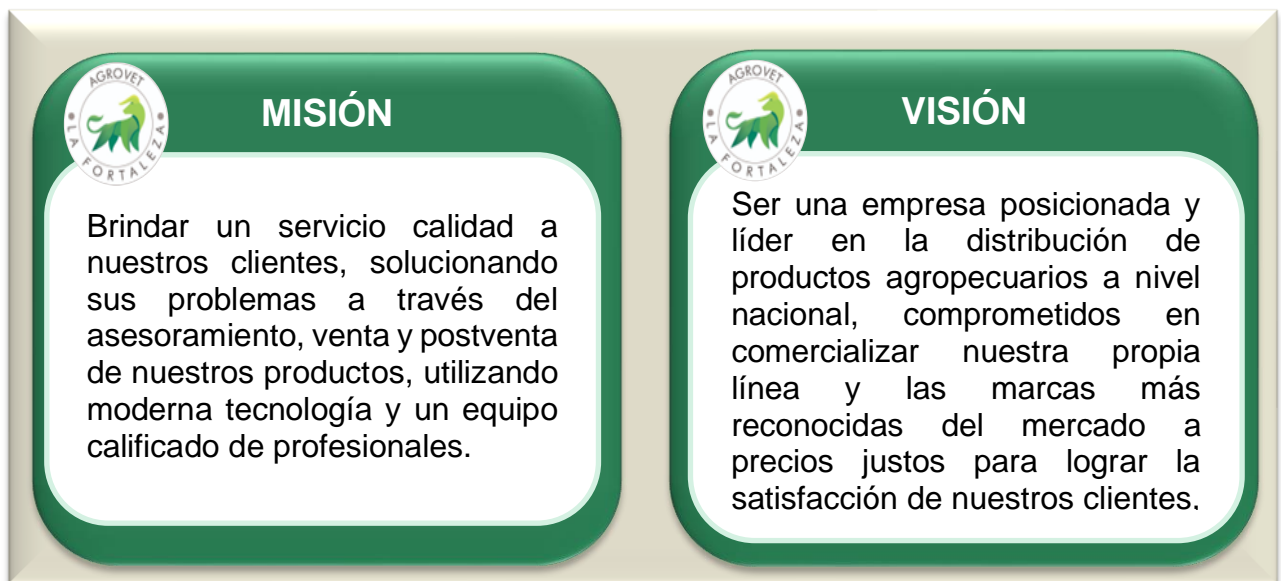 AGROVET
LA FORTALEZA
MISIÓN
Brindar un servicio calidad a
nuestros clientes, solucionando
sus problemas a través del
asesoramiento, venta y postventa
de nuestros productos, utilizando
moderna tecnología y un equipo
calificado de profesionales.
AGROVET
LA FORTALEZA
VISIÓN
Ser una empresa posicionada y
líder en la distribución de
productos agropecuarios a nivel
nacional, comprometidos en
comercializar nuestra propia
línea y las marcas más
reconocidas del mercado a
precios justos para lograr la
satisfacción de nuestros clientes.